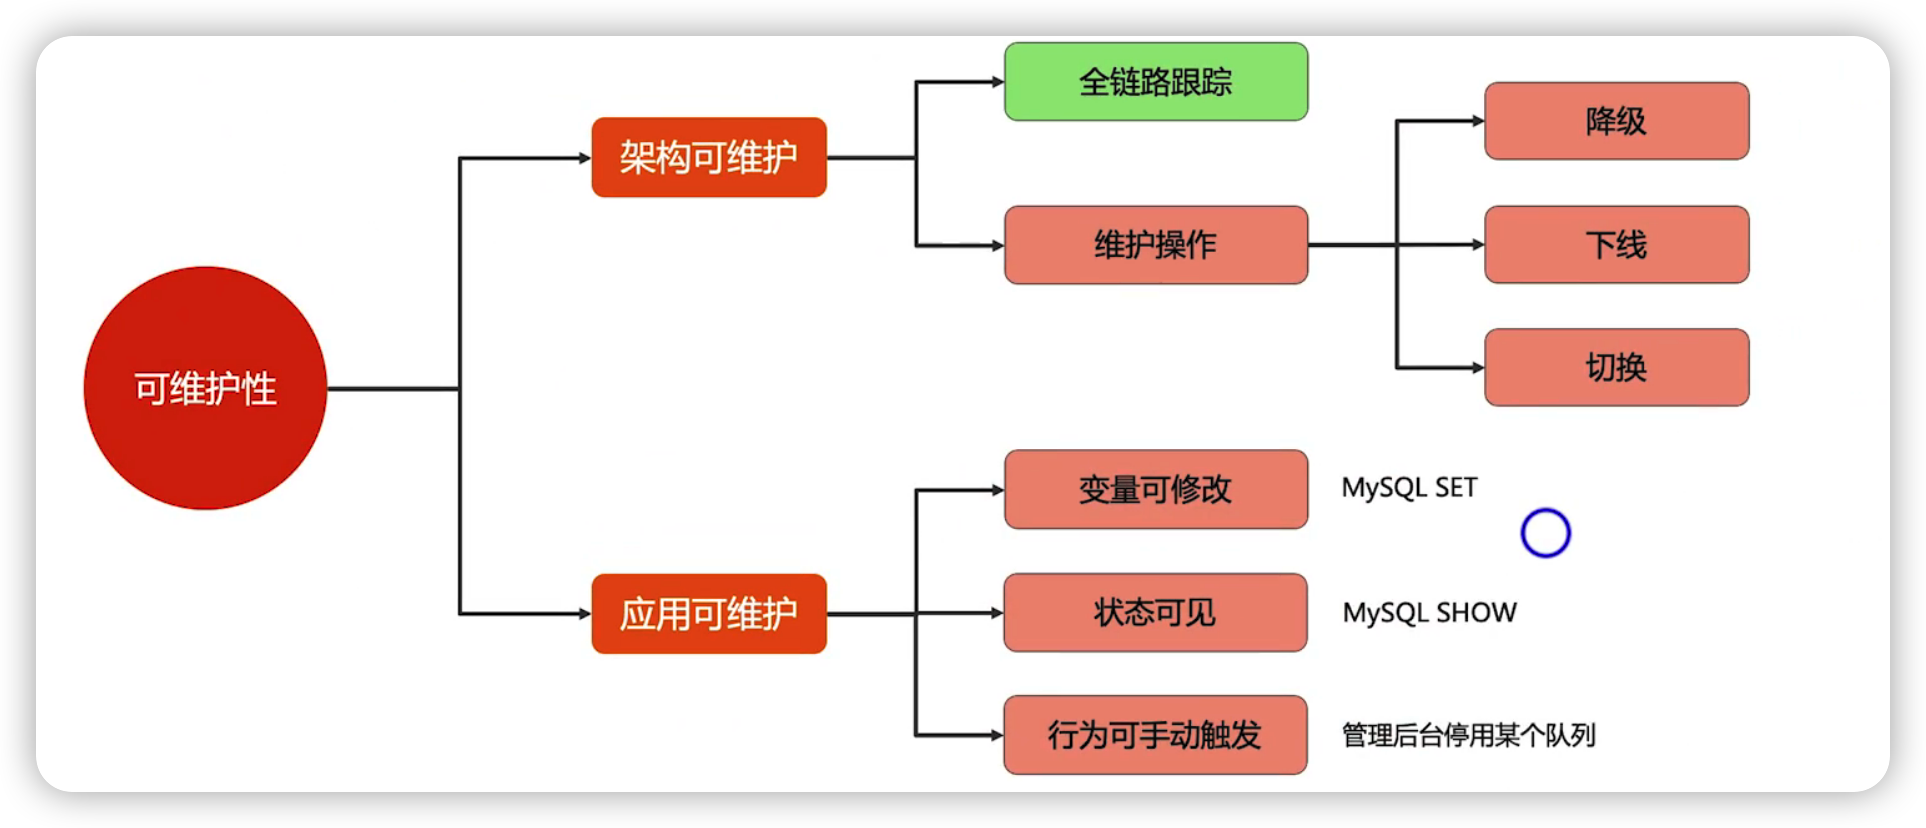 可维护性
架构可维护
全链路跟踪
维护操作
降级
下线
切换
应用可维护
变量可修改
MySQL SET
状态可见
MySQL SHOW
行为可手动触发
管理后台停用某个队列